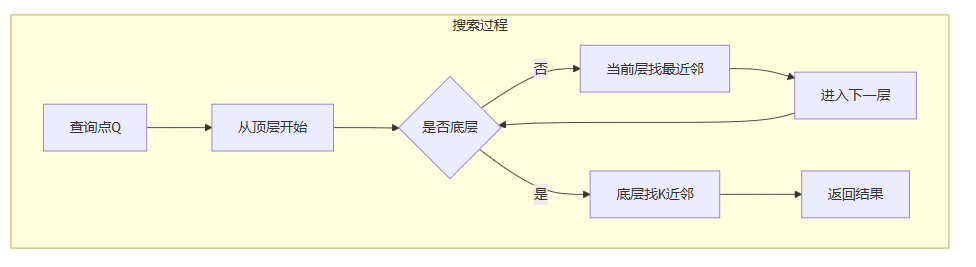 搜索过程
查询点Q
从顶层开始
是否底层
否
当前层找最近邻
进入下一层
是
底层找K近邻
返回结果